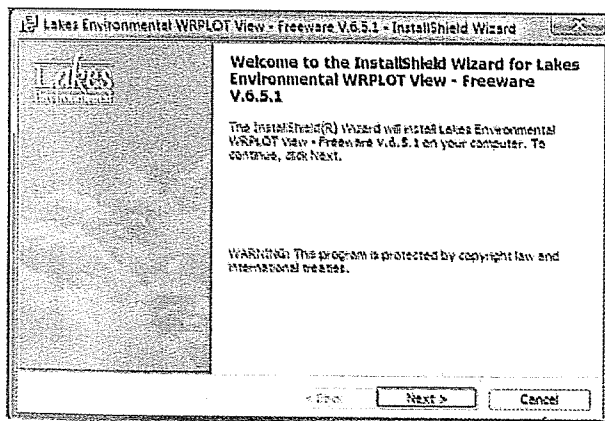 Lakes Environmental WRPLOT View - Freeware V.6.5.1 - InstallShield Wizard
Lakes
Environmental
Welcome to the InstallShield Wizard for Lakes
Environmental WRPLOT View - Freeware
V.6.5.1
The InstallShield(R) Wizard will install Lakes Environmental
WRPLOT View - Freeware V.6.5.1 on your computer. To
continue, click Next.
WARNING: This program is protected by copyright law and
international treaties.
< Back
Next >
Cancel